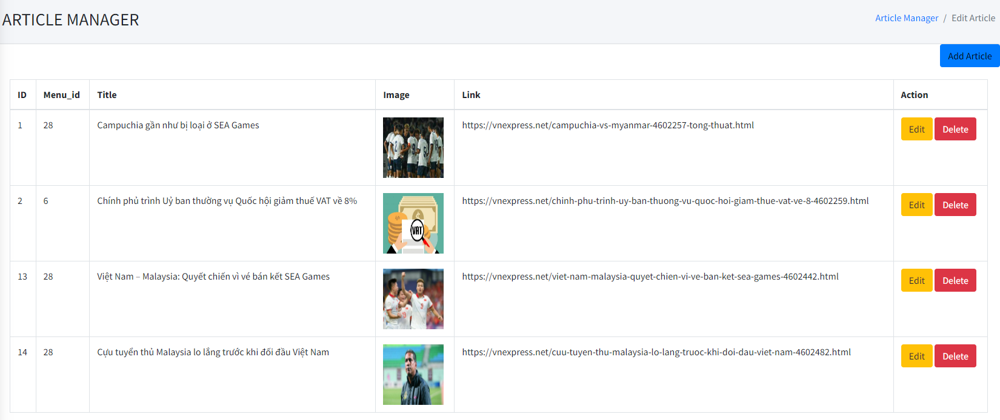 ARTICLE MANAGER
Article Manager / Edit Article
Add Article
ID Menu_id Title Image Link Action
1 28 Campuchia gần như bị loại ở SEA Games https://vnexpress.net/campuchia-vs-myanmar-4602257-tong-thuat.html Edit Delete
2 6 Chính phủ trình Uỷ ban thường vụ Quốc hội giảm thuế VAT về 8% https://vnexpress.net/chinh-phu-trinh-uy-ban-thuong-vu-quoc-hoi-giam-thue-vat-ve-8-4602259.html Edit Delete
VAT
13 28 Việt Nam – Malaysia: Quyết chiến vì vé bán kết SEA Games https://vnexpress.net/viet-nam-malaysia-quyet-chien-vi-ve-ban-ket-sea-games-4602442.html Edit Delete
14 28 Cựu tuyển thủ Malaysia lo lắng trước khi đối đầu Việt Nam https://vnexpress.net/cuu-tuyen-thu-malaysia-lo-lang-truoc-khi-doi-dau-viet-nam-4602482.html Edit Delete